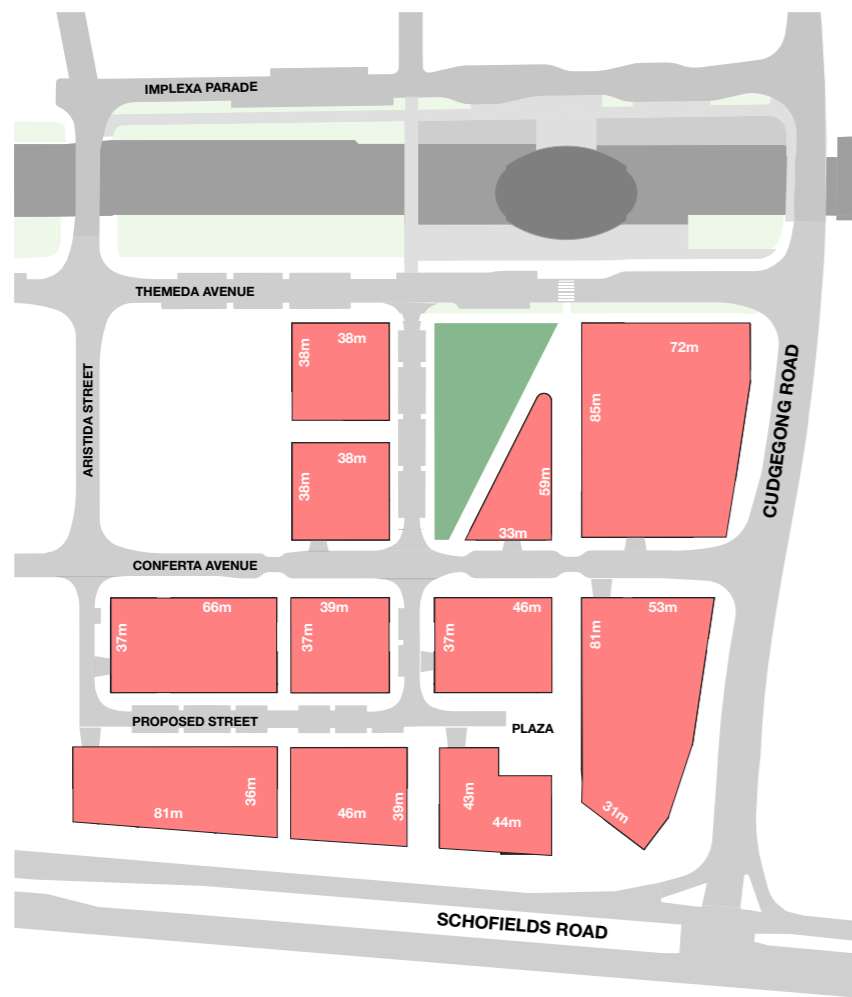 IMPLEXA PARADE
THEMEDA AVENUE
38m
38m
72m
85m
ARISTIDA STREET
CUDGEGONG ROAD
38m
38m
59m
33m
CONFERTA AVENUE
66m
37m
39m
37m
46m
37m
53m
81m
PROPOSED STREET
PLAZA
81m
36m
46m
39m
43m
44m
31m
SCHOFIELDS ROAD